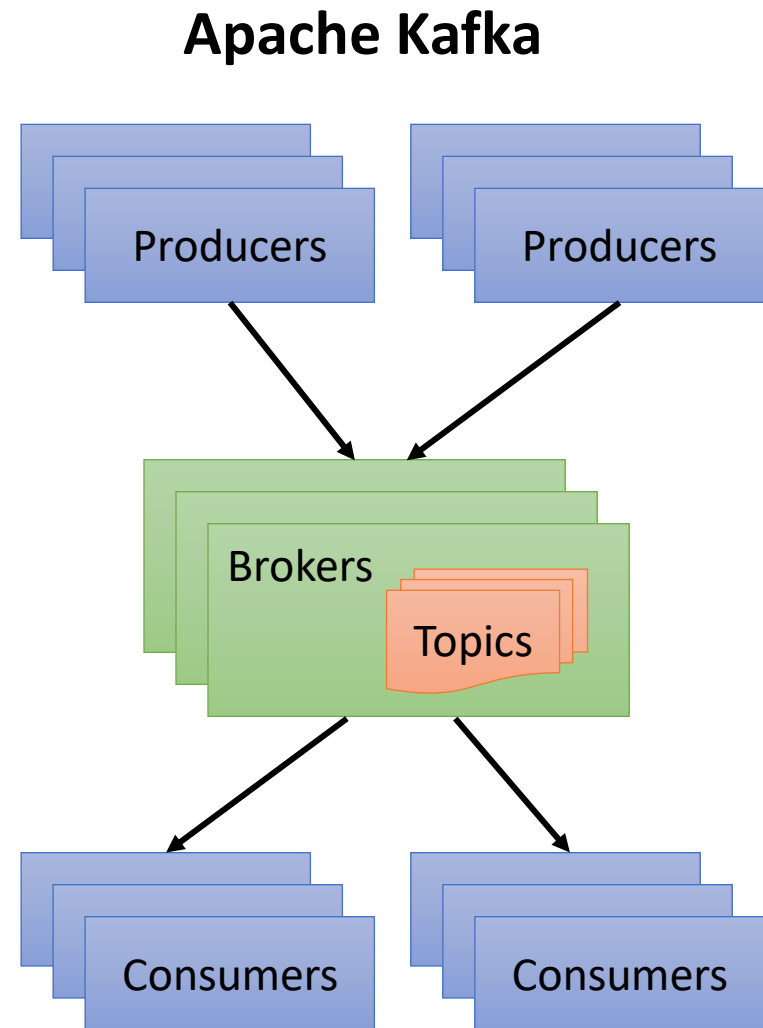 Apache Kafka
Producers
Producers
Brokers
Topics
Consumers
Consumers